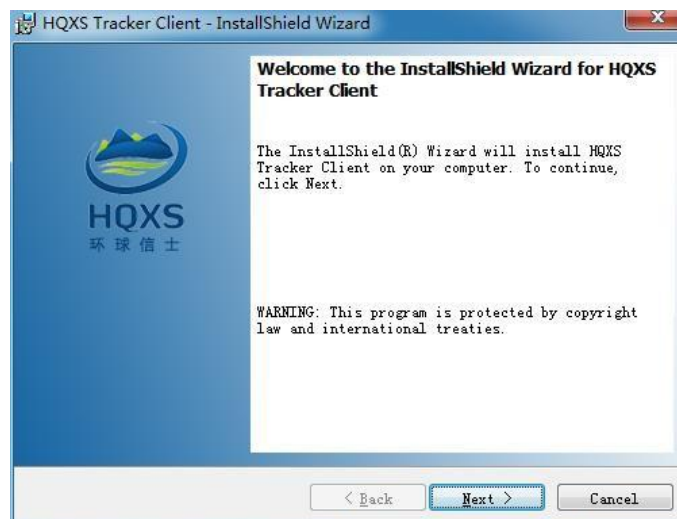 HQXS Tracker Client - InstallShield Wizard
Welcome to the InstallShield Wizard for HQXS
Tracker Client
The InstallShield(R) Wizard will install HQXS
Tracker Client on your computer. To continue,
click Next.
HQXS
环球信士
WARNING: This program is protected by copyright
law and international treaties.
< Back
Next >
Cancel